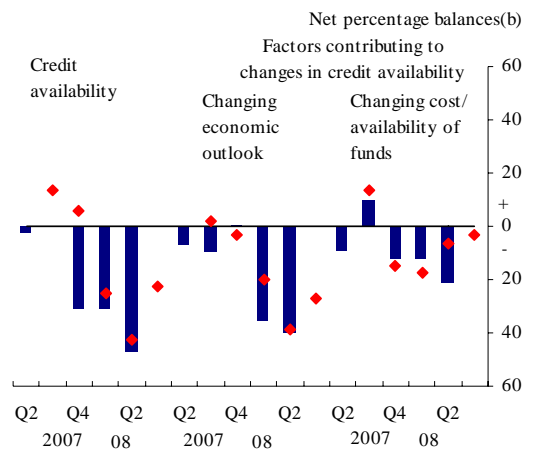 Net percentage balances(b)
Factors contributing to
changes in credit availability
Credit
availability
Changing
economic
outlook
Changing cost/
availability of
funds
60
40
20
+
0
-
20
40
60
Q2 Q4 Q2 Q2 Q4 Q2 Q2 Q4 Q2
2007 08 2007 08 2007 08